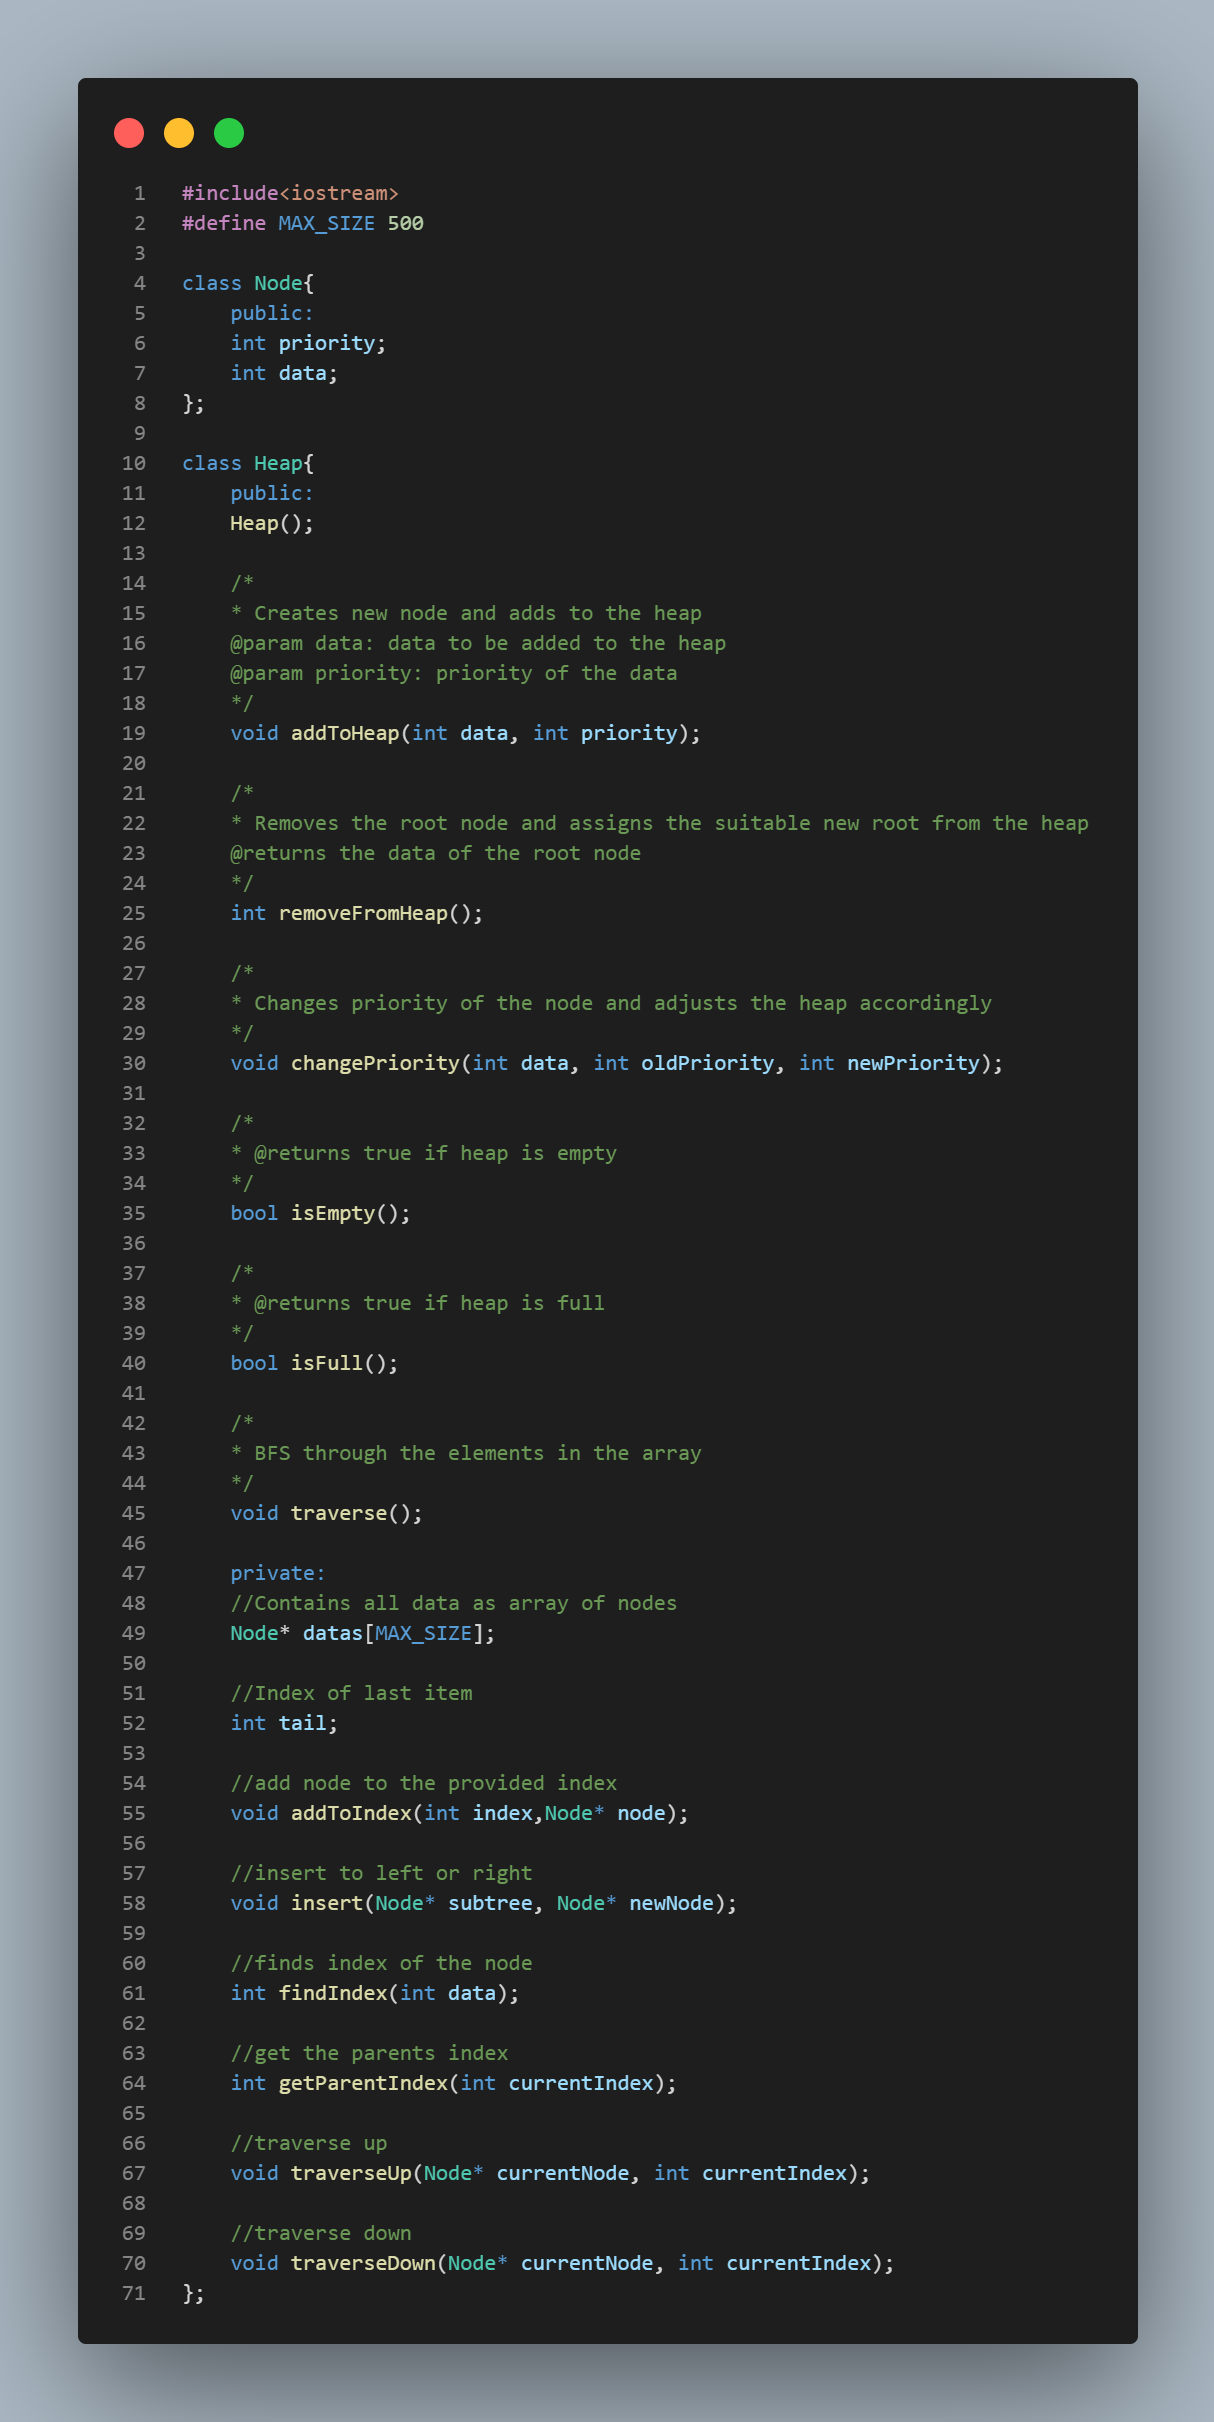 1 #include<iostream>
2 #define MAX_SIZE 500
3
4 class Node{
5     public:
6     int priority;
7     int data;
8 };
9
10 class Heap{
11     public:
12     Heap();
13
14     /*
15     * Creates new node and adds to the heap
16     @param data: data to be added to the heap
17     @param priority: priority of the data
18     */
19     void addToHeap(int data, int priority);
20
21     /*
22     * Removes the root node and assigns the suitable new root from the heap
23     @returns the data of the root node
24     */
25     int removeFromHeap();
26
27     /*
28     * Changes priority of the node and adjusts the heap accordingly
29     */
30     void changePriority(int data, int oldPriority, int newPriority);
31
32     /*
33     * @returns true if heap is empty
34     */
35     bool isEmpty();
36
37     /*
38     * @returns true if heap is full
39     */
40     bool isFull();
41
42     /*
43     * BFS through the elements in the array
44     */
45     void traverse();
46
47     private:
48     //Contains all data as array of nodes
49     Node* datas[MAX_SIZE];
50
51     //Index of last item
52     int tail;
53
54     //add node to the provided index
55     void addToIndex(int index,Node* node);
56
57     //insert to left or right
58     void insert(Node* subtree, Node* newNode);
59
60     //finds index of the node
61     int findIndex(int data);
62
63     //get the parents index
64     int getParentIndex(int currentIndex);
65
66     //traverse up
67     void traverseUp(Node* currentNode, int currentIndex);
68
69     //traverse down
70     void traverseDown(Node* currentNode, int currentIndex);
71 };